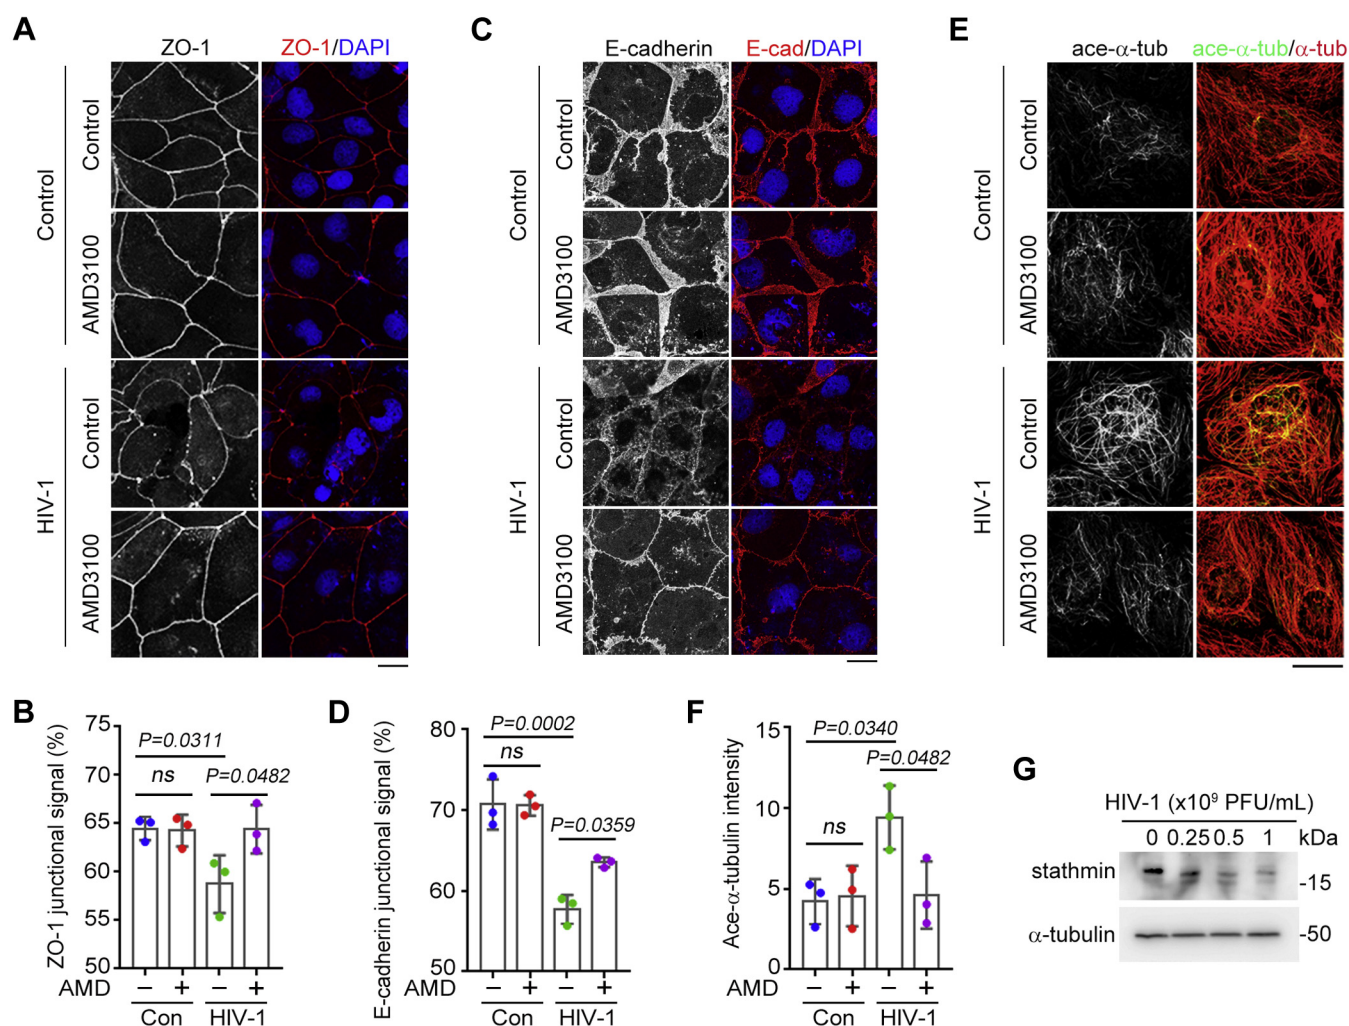 A
ZO-1
ZO-1/DAPI
Control
Control
AMD3100
HIV-1
Control
AMD3100
C
E-cadherin
E-cad/DAPI
Control
Control
AMD3100
HIV-1
Control
AMD3100
E
ace-α-tub
ace-α-tub/α-tub
Control
Control
AMD3100
HIV-1
Control
AMD3100
B
ZO-1 junctional signal (%)
75
70
65
60
55
50
P=0.0311
ns
P=0.0482
AMD
− + − +
Con HIV-1
D
E-cadherin junctional signal (%)
80
70
60
50
P=0.0002
ns
P=0.0359
AMD
− + − +
Con HIV-1
F
Ace-α-tubulin intensity
15
10
5
0
P=0.0340
P=0.0482
ns
AMD
− + − +
Con HIV-1
G
HIV-1 (x10⁹ PFU/mL)
0 0.25 0.5 1 kDa
stathmin
-15
α-tubulin
-50